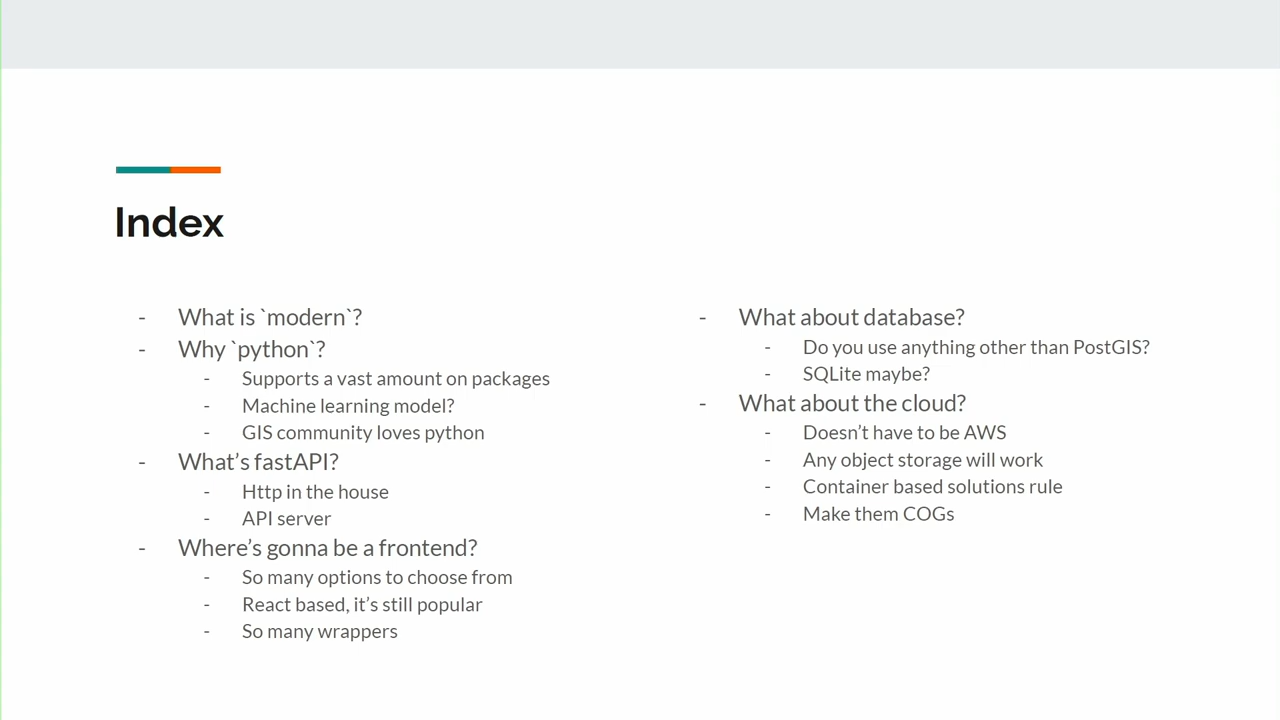 Index
- What is `modern`?
- Why `python`?
- Supports a vast amount on packages
- Machine learning model?
- GIS community loves python
- What's fastAPI?
- Http in the house
- API server
- Where's gonna be a frontend?
- So many options to choose from
- React based, it's still popular
- So many wrappers
- What about database?
- Do you use anything other than PostGIS?
- SQLite maybe?
- What about the cloud?
- Doesn't have to be AWS
- Any object storage will work
- Container based solutions rule
- Make them COGs